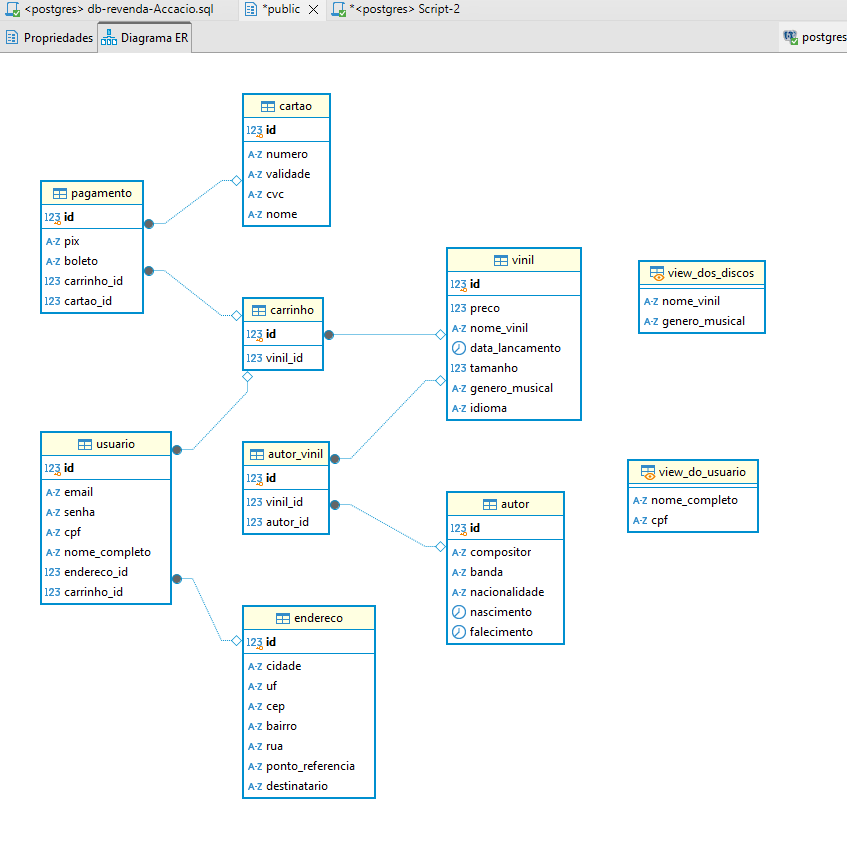 <postgres> db-revenda-Accacio.sql
*public
*<postgres> Script-2
Propriedades
Diagrama ER
postgres
cartao
123 id
A-Z numero
A-Z validade
A-Z cvc
A-Z nome
pagamento
123 id
A-Z pix
A-Z boleto
123 carrinho_id
123 cartao_id
carrinho
123 id
123 vinil_id
vinil
123 id
123 preco
A-Z nome_vinil
data_lancamento
123 tamanho
A-Z genero_musical
A-Z idioma
view_dos_discos
A-Z nome_vinil
A-Z genero_musical
usuario
123 id
A-Z email
A-Z senha
A-Z cpf
A-Z nome_completo
123 endereco_id
123 carrinho_id
autor_vinil
123 id
123 vinil_id
123 autor_id
autor
123 id
A-Z compositor
A-Z banda
A-Z nacionalidade
nascimento
falecimento
view_do_usuario
A-Z nome_completo
A-Z cpf
endereco
123 id
A-Z cidade
A-Z uf
A-Z cep
A-Z bairro
A-Z rua
A-Z ponto_referencia
A-Z destinatario